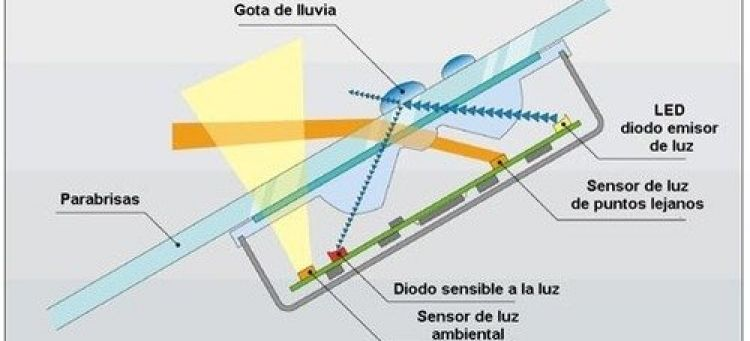 Gota de lluvia
LED
diodo emisor
de luz
Sensor de luz
de puntos lejanos
Parabrisas
Diodo sensible a la luz
Sensor de luz
ambiental